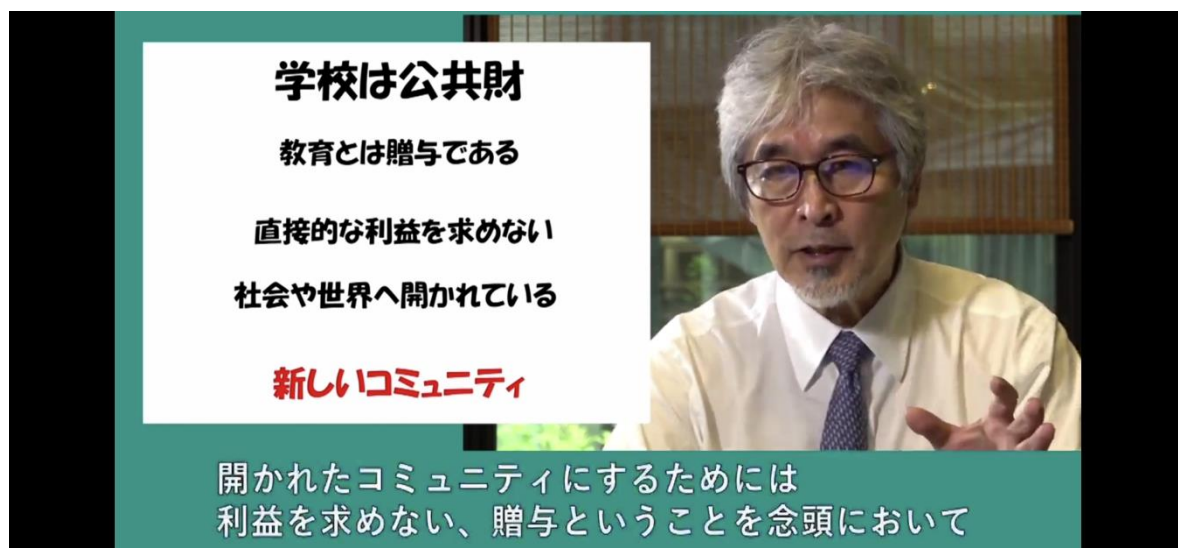 学校は公共財
教育とは贈与である
直接的な利益を求めない
社会や世界へ開かれている
新しいコミュニティ
開かれたコミュニティにするためには
利益を求めない、贈与ということを念頭において